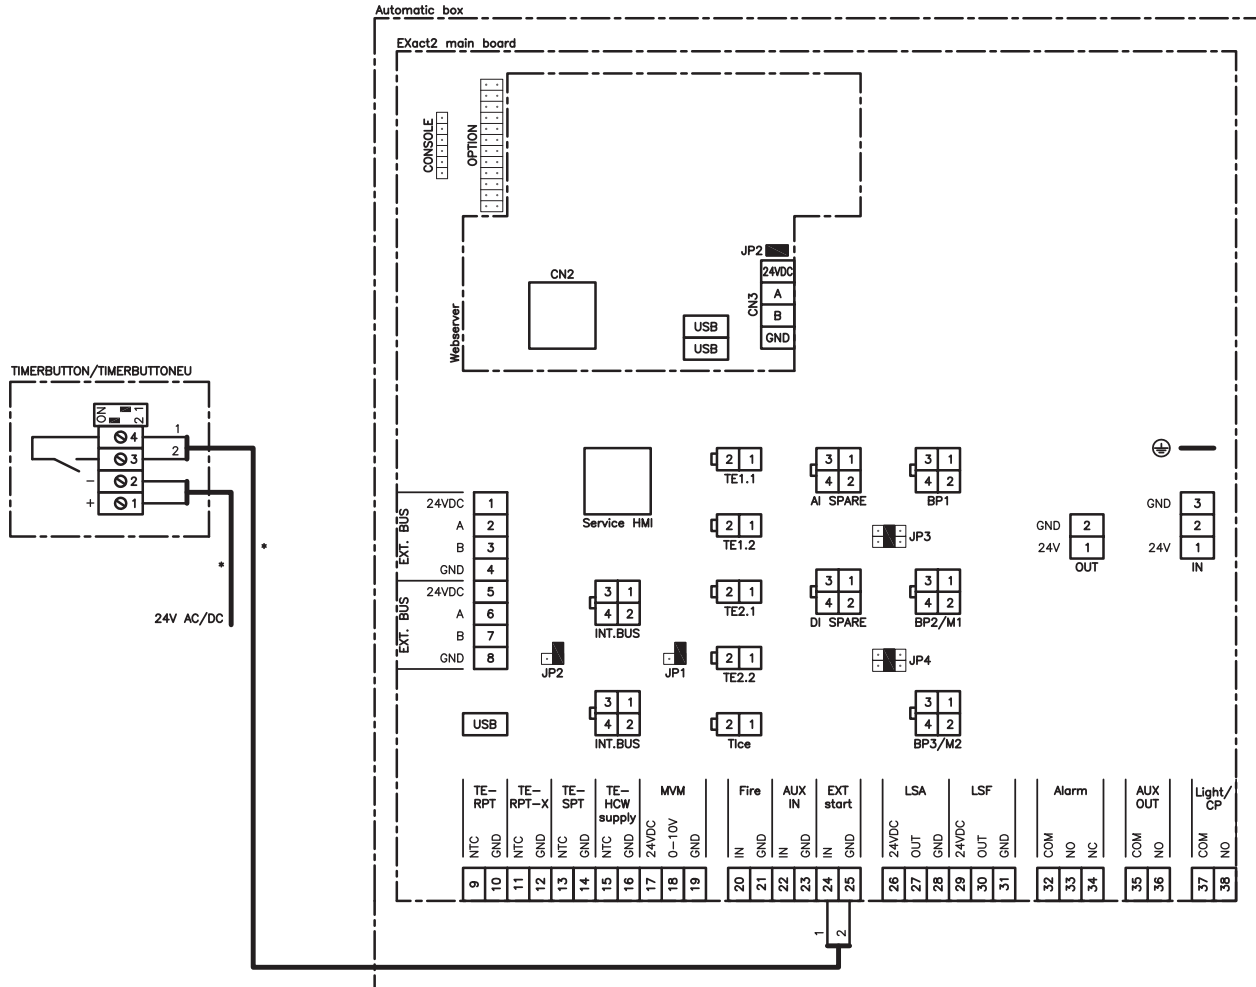 Automatic box
EXact2 main board
CONSOLE
OPTION
JP2
CN2
24VDC
A
B
GND
CN3
USB
USB
Webserver
TIMERBUTTON/TIMERBUTTONEU
ON
2 1
4
3
− 2
+ 1
1
2
*
*
24V AC/DC
EXT. BUS
24VDC 1
A 2
B 3
GND 4
EXT. BUS
24VDC 5
A 6
B 7
GND 8
USB
Service HMI
3 1
4 2
INT.BUS
JP2
JP1
3 1
4 2
INT.BUS
2 1
TE1.1
2 1
TE1.2
2 1
TE2.1
2 1
TE2.2
2 1
TIce
3 1
4 2
AI SPARE
3 1
4 2
BP1
JP3
3 1
4 2
DI SPARE
3 1
4 2
BP2/M1
JP4
3 1
4 2
BP3/M2
GND 2
24V 1
OUT
GND 3
2
24V 1
IN
TE−RPT
TE−RPT−X
TE−SPT
TE−HCW supply
MVM
Fire
AUX IN
EXT start
LSA
LSF
Alarm
AUX OUT
Light/CP
NTC GND NTC GND NTC GND NTC GND 24VDC 0−10V GND IN GND IN GND IN GND 24VDC OUT GND 24VDC OUT GND COM NO NC COM NO COM NO
9 10 11 12 13 14 15 16 17 18 19 20 21 22 23 24 25 26 27 28 29 30 31 32 33 34 35 36 37 38
1 2